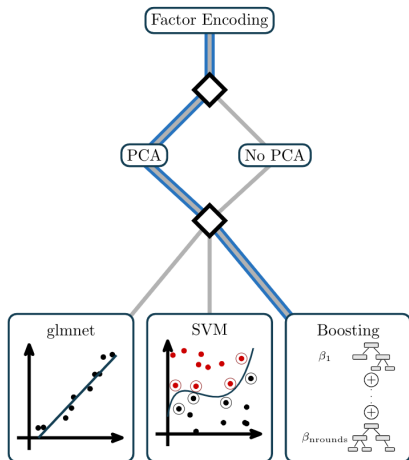 Factor Encoding
PCA
No PCA
glmnet
SVM
Boosting
β₁
βnrounds